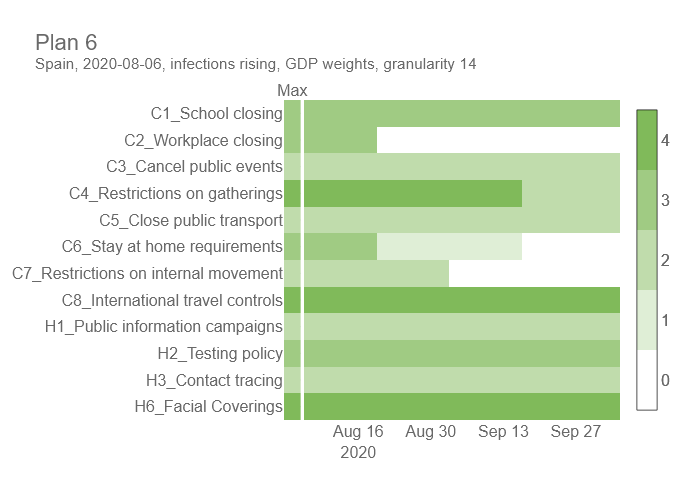 Plan 6
Spain, 2020-08-06, infections rising, GDP weights, granularity 14
Max
C1_School closing
C2_Workplace closing
C3_Cancel public events
C4_Restrictions on gatherings
C5_Close public transport
C6_Stay at home requirements
C7_Restrictions on internal movement
C8_International travel controls
H1_Public information campaigns
H2_Testing policy
H3_Contact tracing
H6_Facial Coverings
Aug 16 Aug 30 Sep 13 Sep 27
2020
4
3
2
1
0